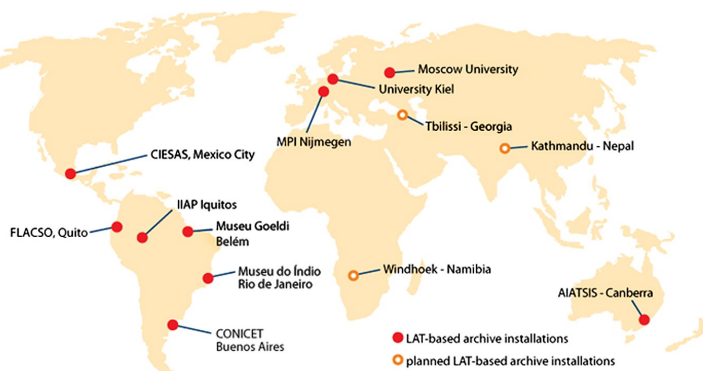 Moscow University
University Kiel
Tbilissi - Georgia
MPI Nijmegen
Kathmandu - Nepal
CIESAS, Mexico City
IIAP Iquitos
FLACSO, Quito
Museu Goeldi
Belém
Museu do Índio
Rio de Janeiro
Windhoek - Namibia
AIATSIS - Canberra
CONICET
Buenos Aires
LAT-based archive installations
planned LAT-based archive installations